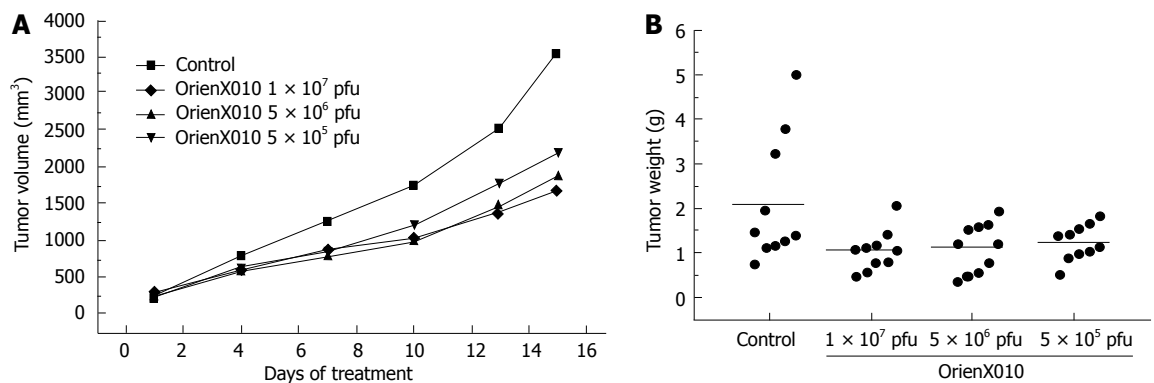 A
Tumor volume (mm³)
4000
3500
3000
2500
2000
1500
1000
500
0
Control
OrienX010 1 × 10⁷ pfu
OrienX010 5 × 10⁶ pfu
OrienX010 5 × 10⁵ pfu
0 2 4 6 8 10 12 14 16
Days of treatment
B
Tumor weight (g)
6
5
4
3
2
1
0
Control 1 × 10⁷ pfu 5 × 10⁶ pfu 5 × 10⁵ pfu
OrienX010